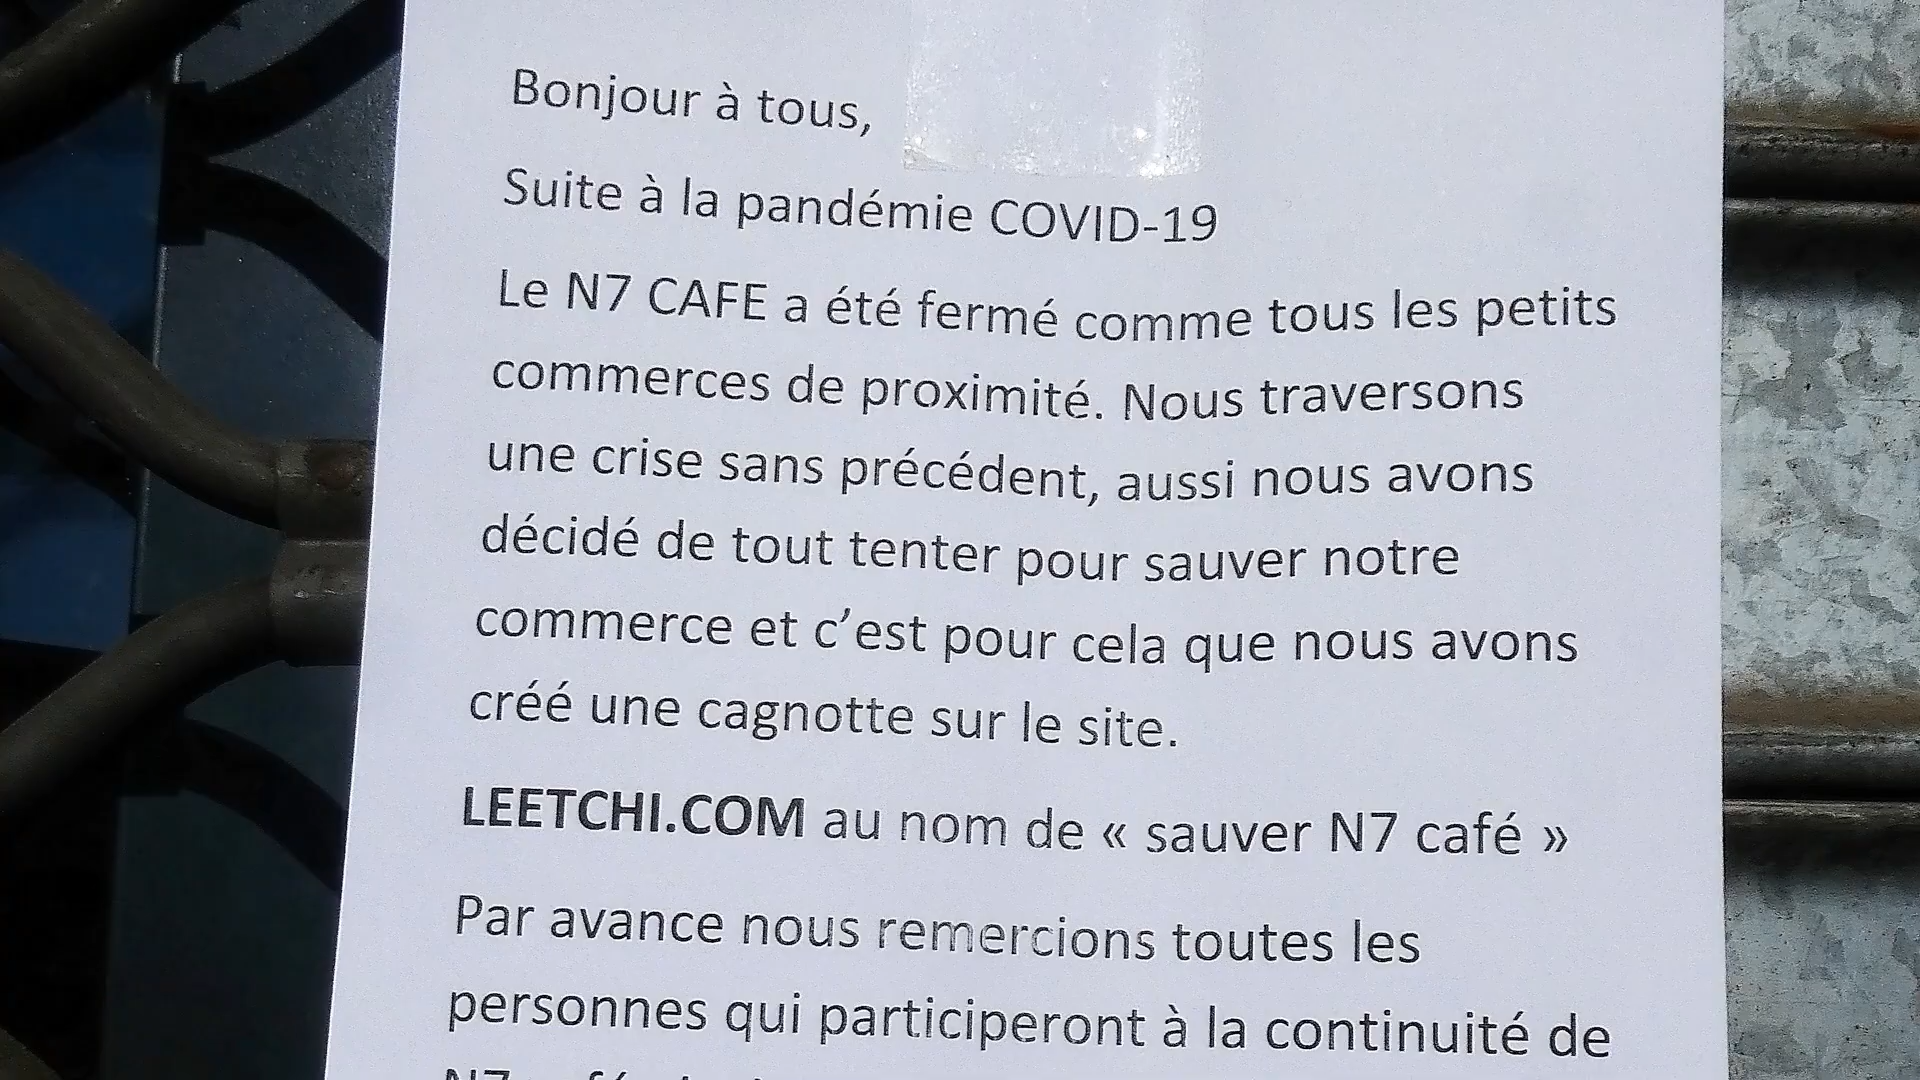 Bonjour à tous,
Suite à la pandémie COVID-19
Le N7 CAFE a été fermé comme tous les petits
commerces de proximité. Nous traversons
une crise sans précédent, aussi nous avons
décidé de tout tenter pour sauver notre
commerce et c’est pour cela que nous avons
créé une cagnotte sur le site.
LEETCHI.COM au nom de « sauver N7 café »
Par avance nous remercions toutes les
personnes qui participeront à la continuité de
N7